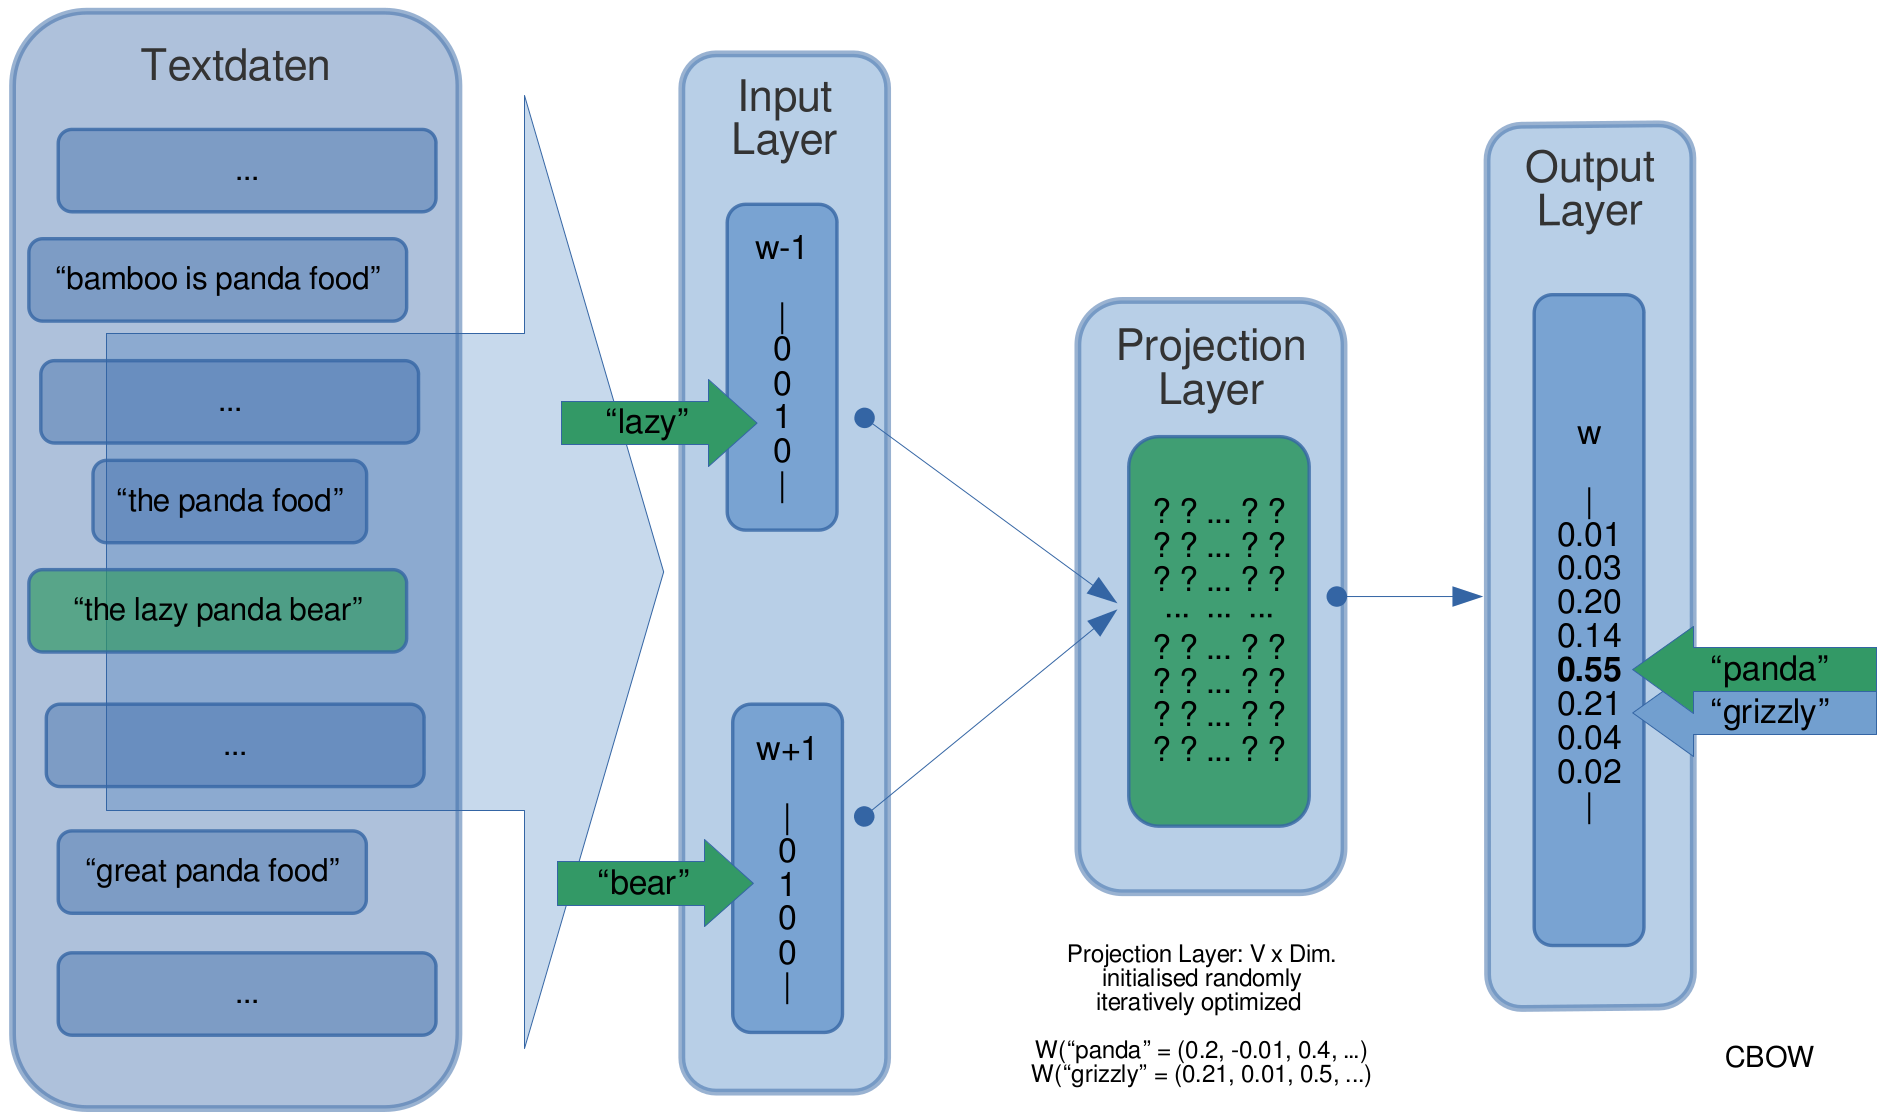 Textdaten
...
“bamboo is panda food”
...
“the panda food”
“the lazy panda bear”
...
“great panda food”
...
Input
Layer
w-1
|
0
0
1
0
|
“lazy”
w+1
|
0
1
0
0
|
“bear”
Projection
Layer
? ? ... ? ?
? ? ... ? ?
? ? ... ? ?
... ... ...
? ? ... ? ?
? ? ... ? ?
? ? ... ? ?
? ? ... ? ?
Projection Layer: V x Dim.
initialised randomly
iteratively optimized
W(“panda” = (0.2, -0.01, 0.4, ...)
W(“grizzly” = (0.21, 0.01, 0.5, ...)
Output
Layer
w
|
0.01
0.03
0.20
0.14
0.55
0.21
0.04
0.02
|
“panda”
“grizzly”
CBOW